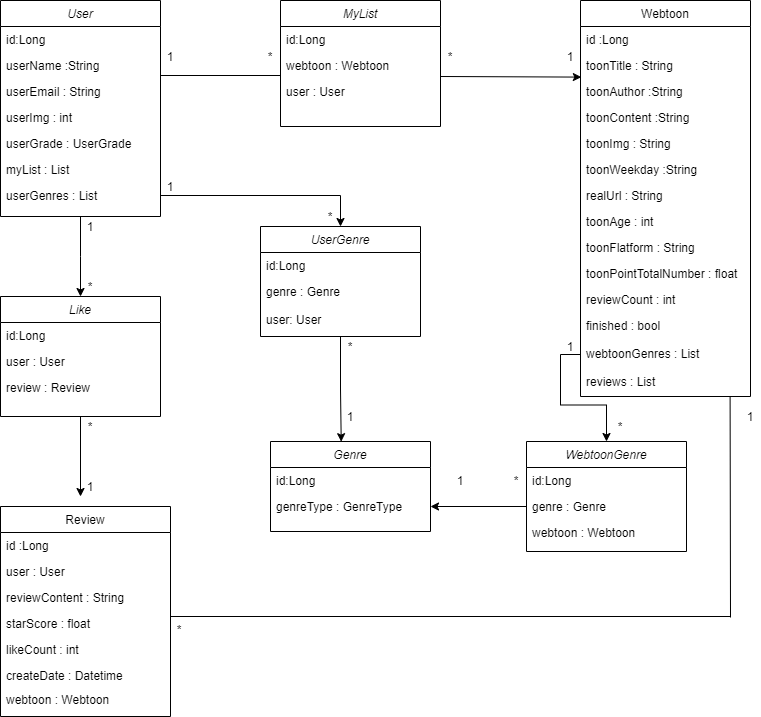 User
id:Long
userName :String
userEmail : String
userImg : int
userGrade : UserGrade
myList : List
userGenres : List
1
*
MyList
id:Long
webtoon : Webtoon
user : User
*
1
Webtoon
id :Long
toonTitle : String
toonAuthor :String
toonContent :String
toonImg : String
toonWeekday :String
realUrl : String
toonAge : int
toonFlatform : String
toonPointTotalNumber : float
reviewCount : int
finished : bool
webtoonGenres : List
reviews : List
1
*
UserGenre
id:Long
genre : Genre
user: User
1
*
Like
id:Long
user : User
review : Review
*
1
*
1
Genre
id:Long
genreType : GenreType
1
*
1
*
WebtoonGenre
id:Long
genre : Genre
webtoon : Webtoon
1
Review
id :Long
user : User
reviewContent : String
starScore : float
likeCount : int
createDate : Datetime
webtoon : Webtoon
*